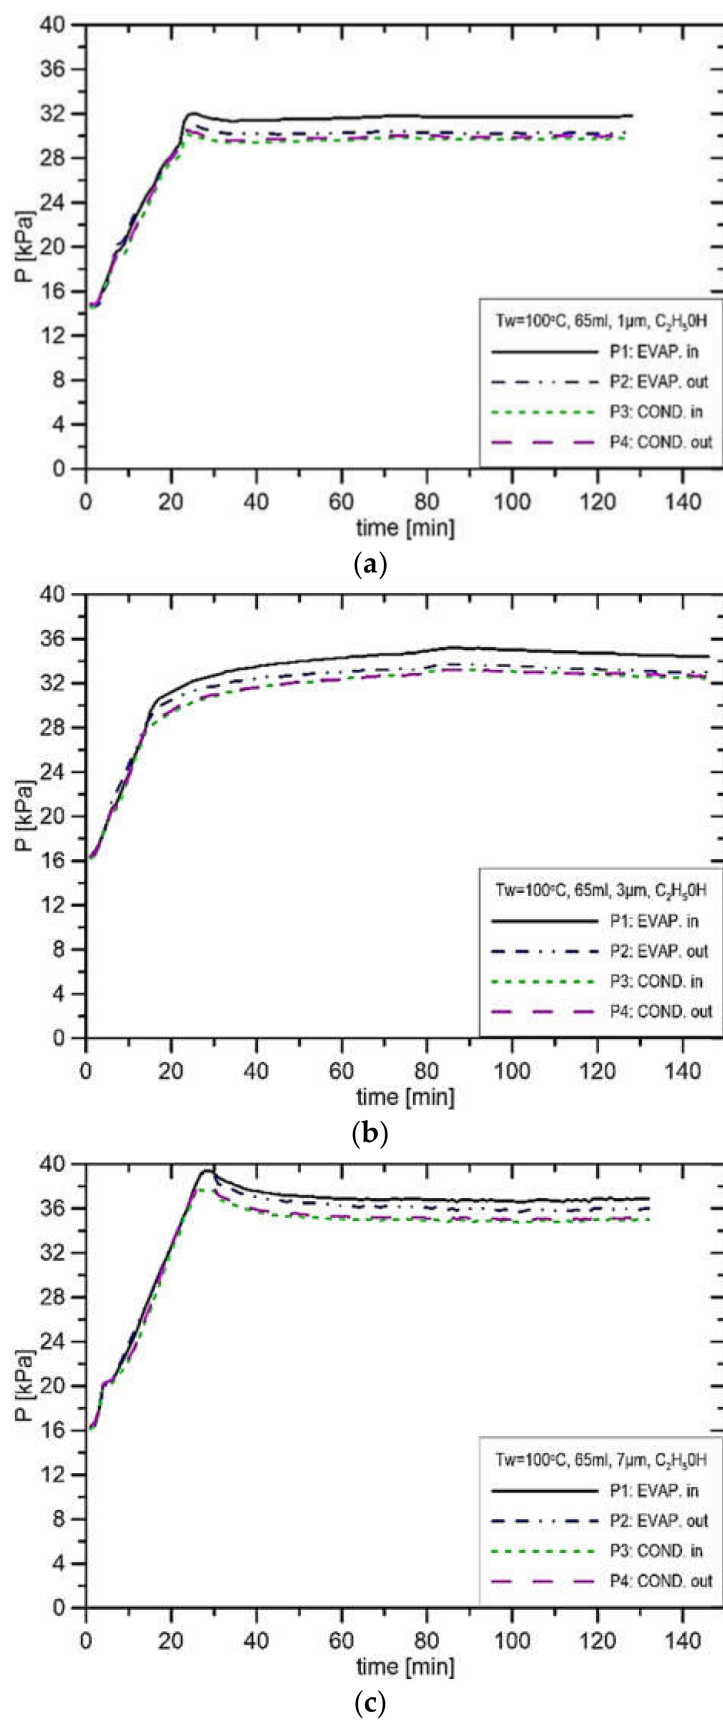 40
36
32
28
24
20
16
12
8
4
0
P [kPa]
Tw=100°C, 65ml, 1µm, C₂H₅0H
P1: EVAP. in
P2: EVAP. out
P3: COND. in
P4: COND. out
0 20 40 60 80 100 120 140
time [min]
(a)
40
36
32
28
24
20
16
12
8
4
0
P [kPa]
Tw=100°C, 65ml, 3µm, C₂H₅0H
P1: EVAP. in
P2: EVAP. out
P3: COND. in
P4: COND. out
0 20 40 60 80 100 120 140
time [min]
(b)
40
36
32
28
24
20
16
12
8
4
0
P [kPa]
Tw=100°C, 65ml, 7µm, C₂H₅0H
P1: EVAP. in
P2: EVAP. out
P3: COND. in
P4: COND. out
0 20 40 60 80 100 120 140
time [min]
(c)